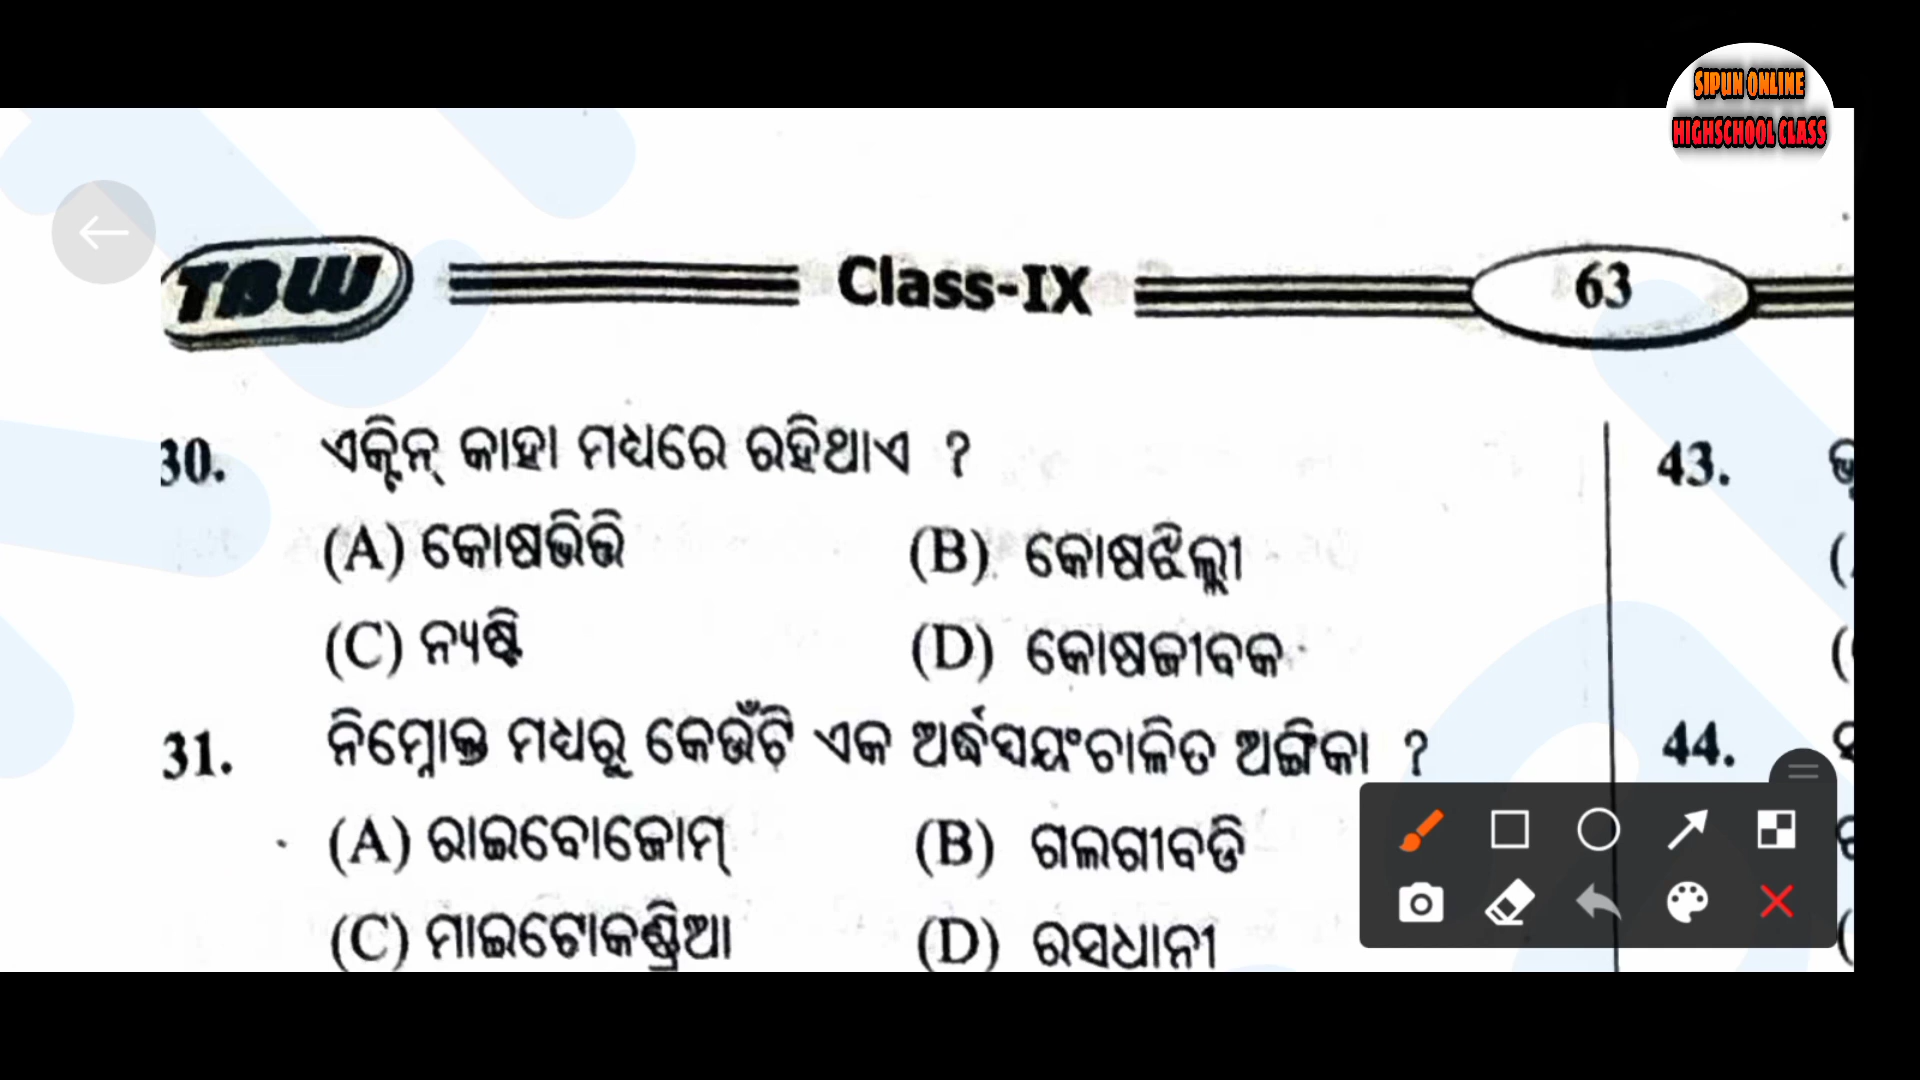 SIPUN ONLINE
HIGHSCHOOL CLASS
TBW Class-IX 63
30. ଏକ୍ଟିନ୍ କାହା ମଧ୍ୟରେ ରହିଥାଏ ?
(A) କୋଷଭିତ୍ତି (B) କୋଷଝିଲ୍ଲୀ
(C) ନ୍ୟଷ୍ଟି (D) କୋଷଜୀବକ
31. ନିମ୍ନୋକ୍ତ ମଧ୍ୟରୁ କେଉଁଟି ଏକ ଅର୍ଦ୍ଧସ୍ୱୟଂଚାଳିତ ଅଙ୍ଗିକା ?
(A) ରାଇବୋଜୋମ୍ (B) ଗଲଗୀବଡି
(C) ମାଇଟୋକଣ୍ଡ୍ରିଆ (D) ରସଧାନୀ
43.
44.